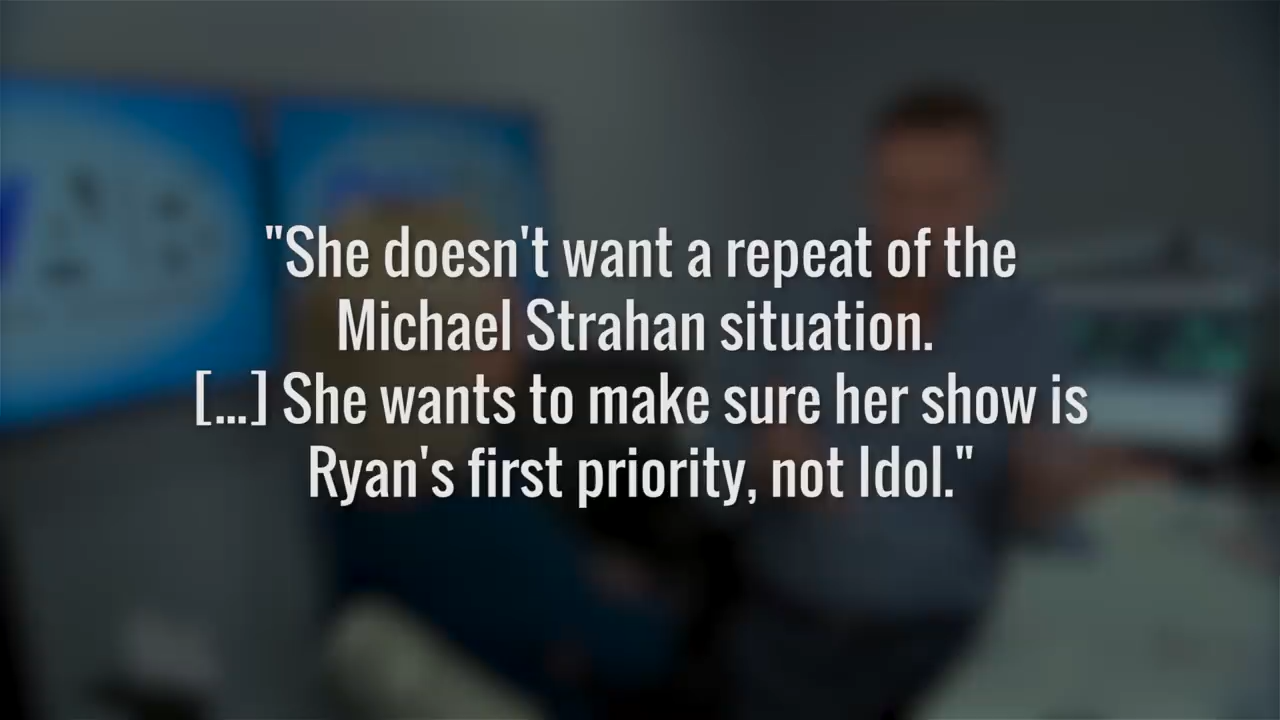 "She doesn't want a repeat of the
Michael Strahan situation.
[...] She wants to make sure her show is
Ryan's first priority, not Idol."